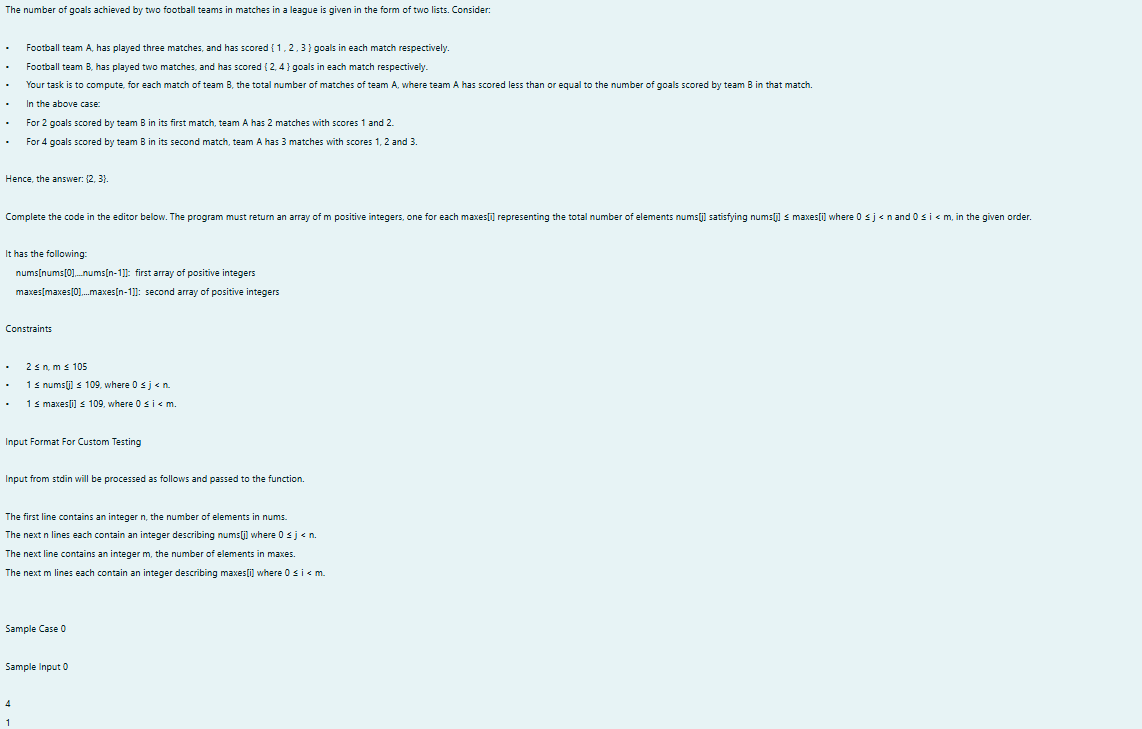 The number of goals achieved by two football teams in matches in a league is given in the form of two lists. Consider:
• Football team A, has played three matches, and has scored { 1 , 2 , 3 } goals in each match respectively.
• Football team B, has played two matches, and has scored { 2, 4 } goals in each match respectively.
• Your task is to compute, for each match of team B, the total number of matches of team A, where team A has scored less than or equal to the number of goals scored by team B in that match.
• In the above case:
• For 2 goals scored by team B in its first match, team A has 2 matches with scores 1 and 2.
• For 4 goals scored by team B in its second match, team A has 3 matches with scores 1, 2 and 3.
Hence, the answer: {2, 3}.
Complete the code in the editor below. The program must return an array of m positive integers, one for each maxes[i] representing the total number of elements nums[j] satisfying nums[j] ≤ maxes[i] where 0 ≤ j < n and 0 ≤ i < m, in the given order.
It has the following:
nums[nums[0],...nums[n-1]]: first array of positive integers
maxes[maxes[0],...maxes[n-1]]: second array of positive integers
Constraints
• 2 ≤ n, m ≤ 105
• 1 ≤ nums[j] ≤ 109, where 0 ≤ j < n.
• 1 ≤ maxes[i] ≤ 109, where 0 ≤ i < m.
Input Format For Custom Testing
Input from stdin will be processed as follows and passed to the function.
The first line contains an integer n, the number of elements in nums.
The next n lines each contain an integer describing nums[j] where 0 ≤ j < n.
The next line contains an integer m, the number of elements in maxes.
The next m lines each contain an integer describing maxes[i] where 0 ≤ i < m.
Sample Case 0
Sample Input 0
4
1